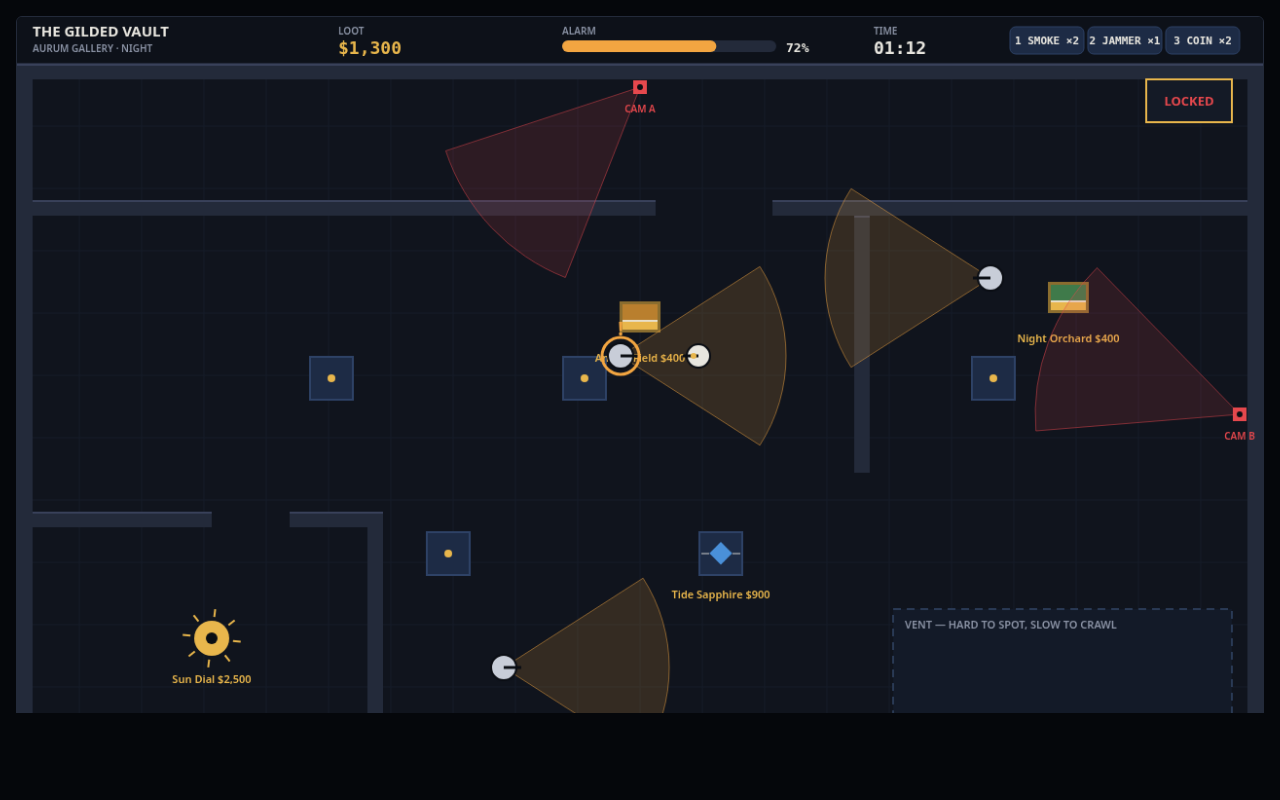 THE GILDED VAULT
AURUM GALLERY · NIGHT
LOOT
$1,300
ALARM
72%
TIME
01:12
1 SMOKE ×2
2 JAMMER ×1
3 COIN ×2
LOCKED
CAM A
Night Orchard $400
ield $400
CAM B
Tide Sapphire $900
VENT — HARD TO SPOT, SLOW TO CRAWL
Sun Dial $2,500